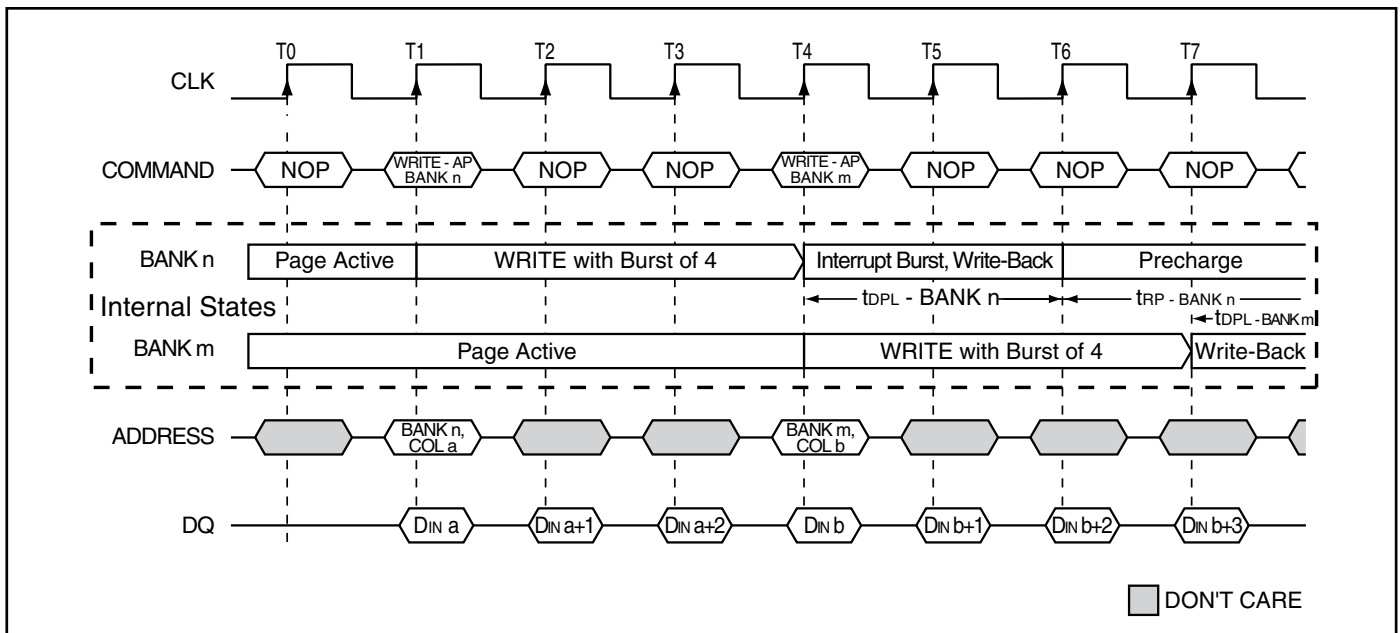 T0 T1 T2 T3 T4 T5 T6 T7
CLK
COMMAND NOP WRITE - AP BANK n NOP NOP WRITE - AP BANK m NOP NOP NOP
BANK n Page Active WRITE with Burst of 4 Interrupt Burst, Write-Back Precharge
tDPL - BANK n tRP - BANK n
Internal States
tDPL - BANK m
BANK m Page Active WRITE with Burst of 4 Write-Back
ADDRESS BANK n, COL a BANK m, COL b
DQ DIN a DIN a+1 DIN a+2 DIN b DIN b+1 DIN b+2 DIN b+3
DON'T CARE